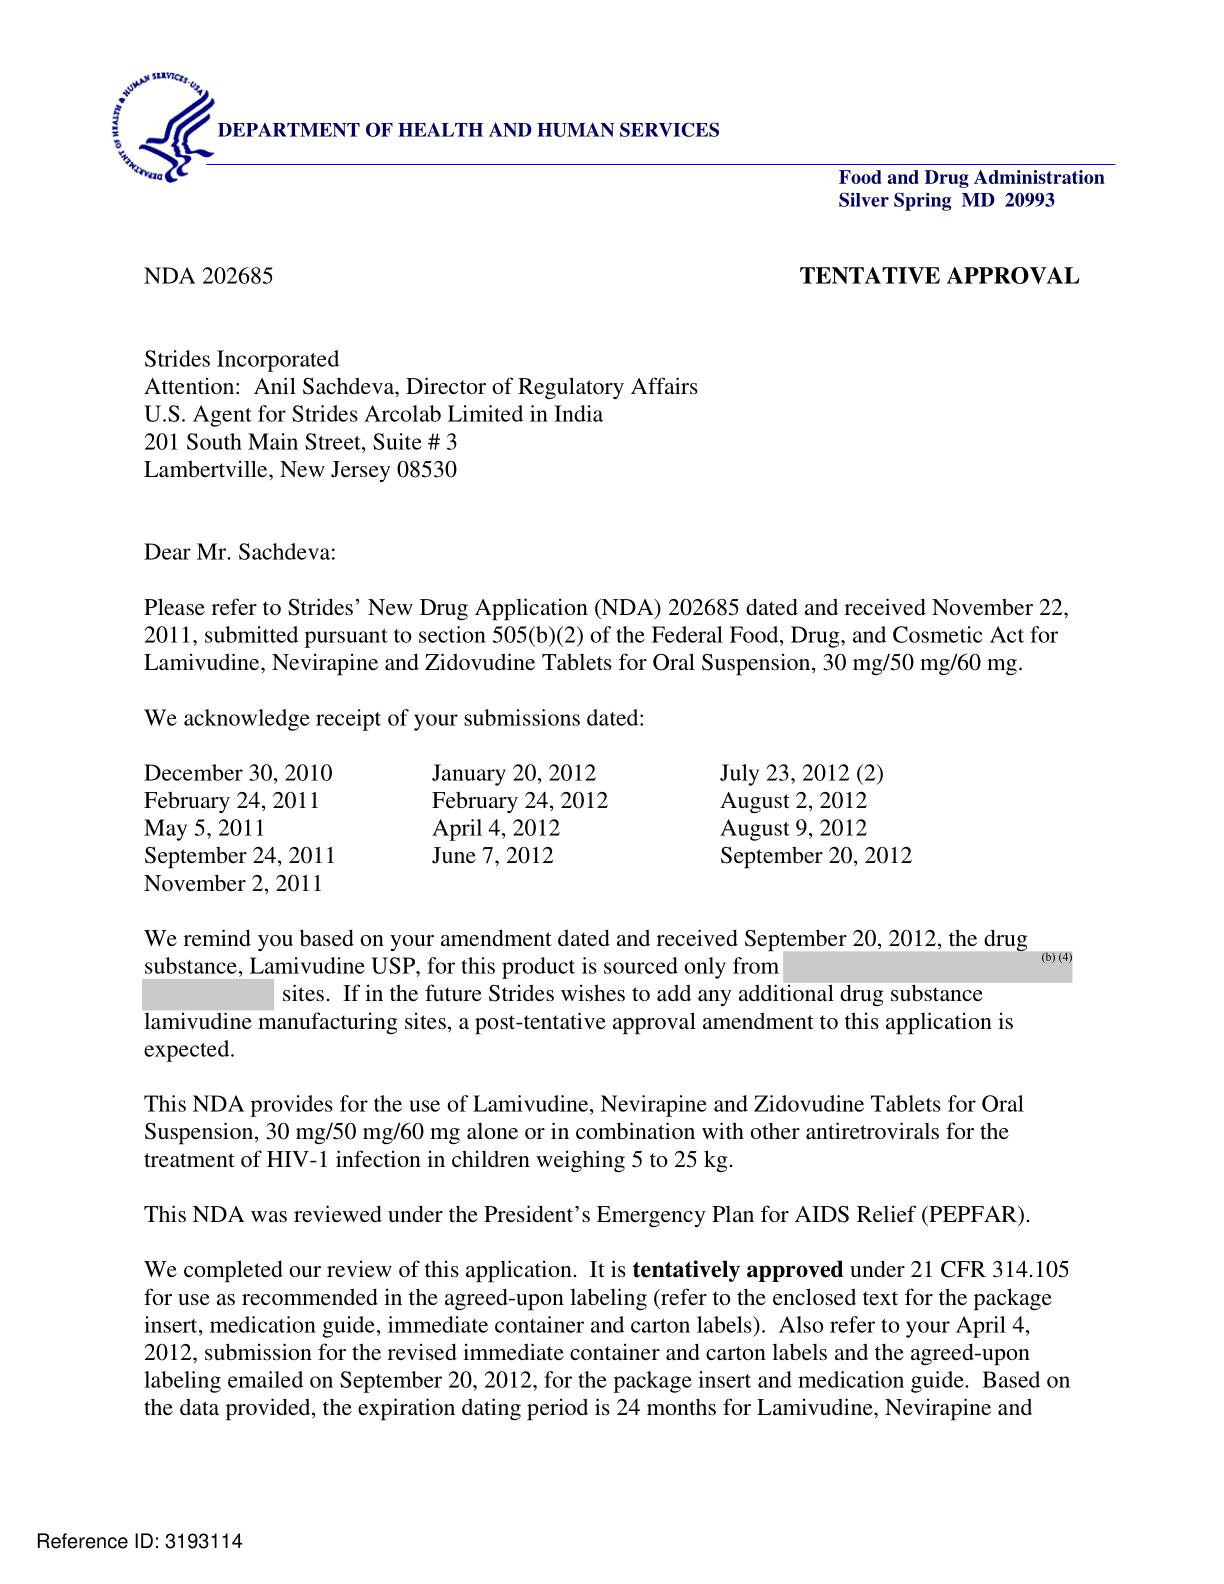 DEPARTMENT OF HEALTH & HUMAN SERVICES·USA
DEPARTMENT OF HEALTH AND HUMAN SERVICES
Food and Drug Administration
Silver Spring MD 20993
NDA 202685 TENTATIVE APPROVAL
Strides Incorporated
Attention: Anil Sachdeva, Director of Regulatory Affairs
U.S. Agent for Strides Arcolab Limited in India
201 South Main Street, Suite # 3
Lambertville, New Jersey 08530
Dear Mr. Sachdeva:
Please refer to Strides’ New Drug Application (NDA) 202685 dated and received November 22,
2011, submitted pursuant to section 505(b)(2) of the Federal Food, Drug, and Cosmetic Act for
Lamivudine, Nevirapine and Zidovudine Tablets for Oral Suspension, 30 mg/50 mg/60 mg.
We acknowledge receipt of your submissions dated:
December 30, 2010 January 20, 2012 July 23, 2012 (2)
February 24, 2011 February 24, 2012 August 2, 2012
May 5, 2011 April 4, 2012 August 9, 2012
September 24, 2011 June 7, 2012 September 20, 2012
November 2, 2011
We remind you based on your amendment dated and received September 20, 2012, the drug
substance, Lamivudine USP, for this product is sourced only from (b) (4)
sites. If in the future Strides wishes to add any additional drug substance
lamivudine manufacturing sites, a post-tentative approval amendment to this application is
expected.
This NDA provides for the use of Lamivudine, Nevirapine and Zidovudine Tablets for Oral
Suspension, 30 mg/50 mg/60 mg alone or in combination with other antiretrovirals for the
treatment of HIV-1 infection in children weighing 5 to 25 kg.
This NDA was reviewed under the President’s Emergency Plan for AIDS Relief (PEPFAR).
We completed our review of this application. It is tentatively approved under 21 CFR 314.105
for use as recommended in the agreed-upon labeling (refer to the enclosed text for the package
insert, medication guide, immediate container and carton labels). Also refer to your April 4,
2012, submission for the revised immediate container and carton labels and the agreed-upon
labeling emailed on September 20, 2012, for the package insert and medication guide. Based on
the data provided, the expiration dating period is 24 months for Lamivudine, Nevirapine and
Reference ID: 3193114